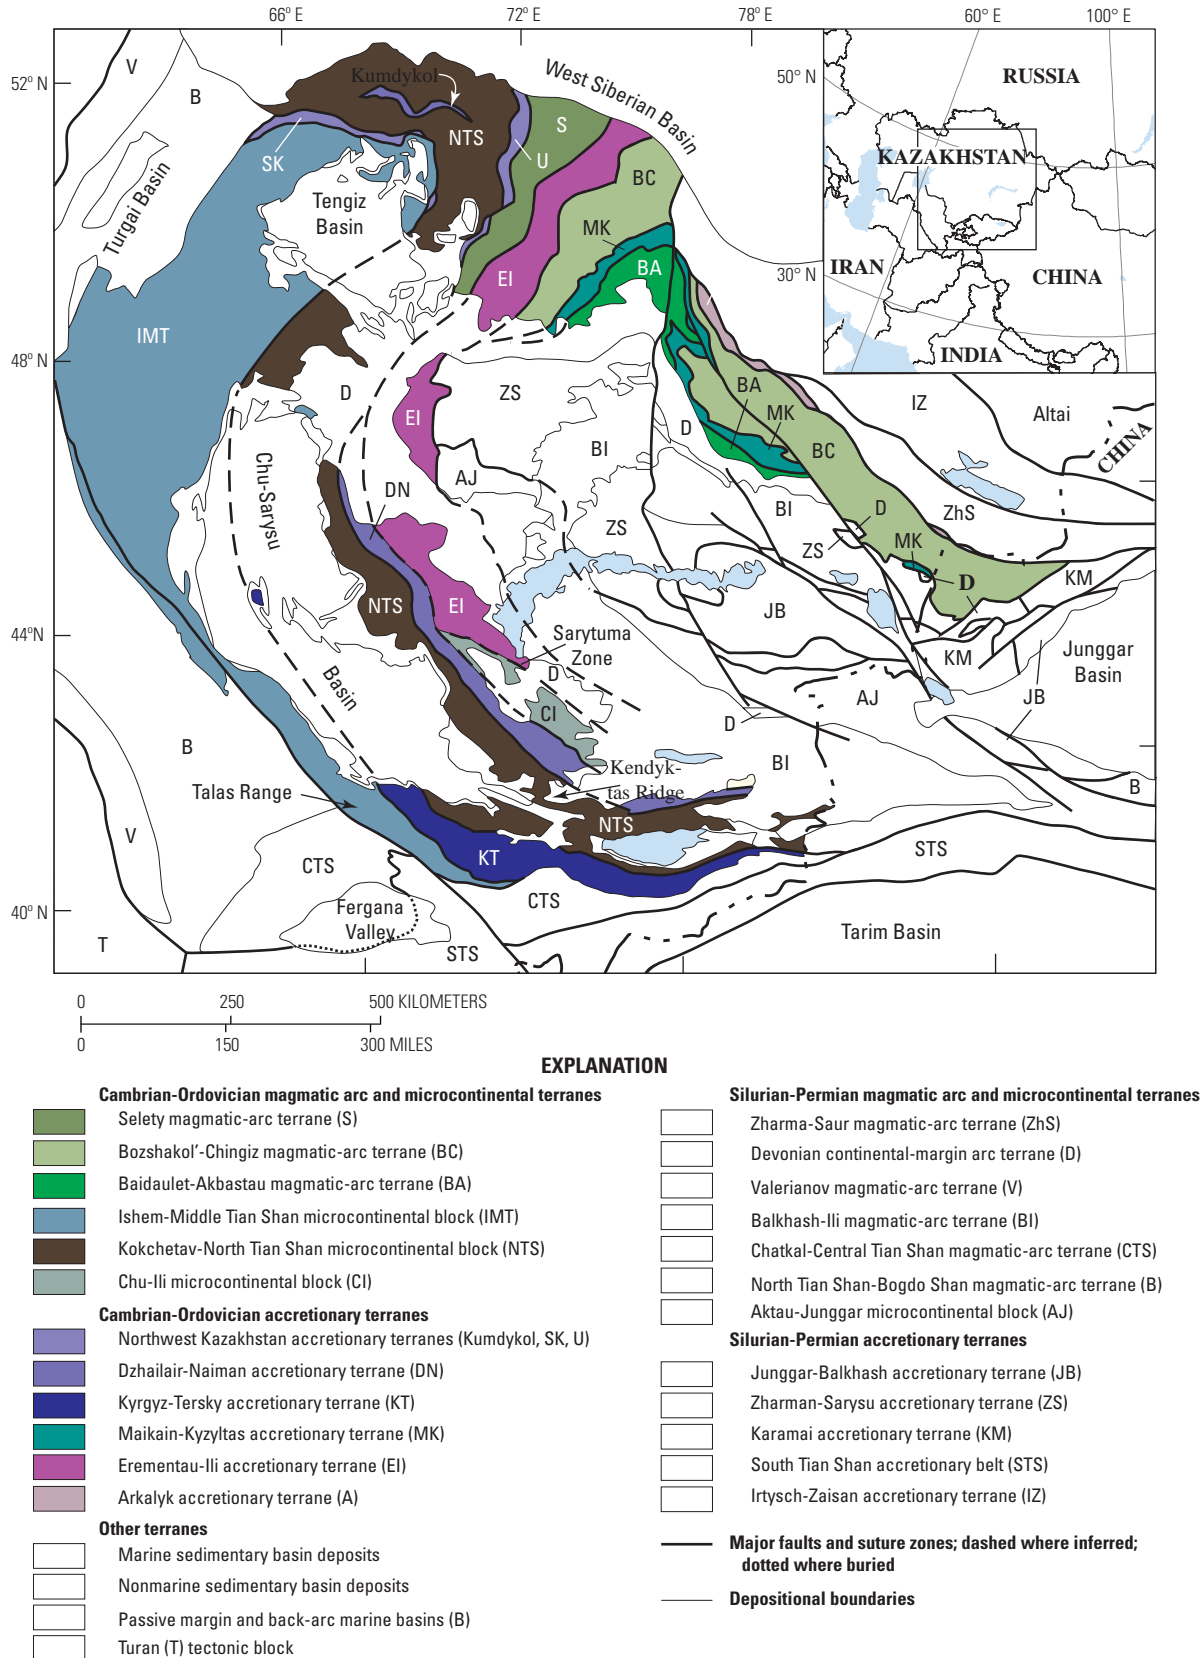 66° E
72° E
78° E
60° E
100° E
52° N
48° N
44°N
40° N
50° N
30° N
RUSSIA
KAZAKHSTAN
IRAN
CHINA
INDIA
V
B
Kumdykol
West Siberian Basin
NTS
S
U
SK
BC
Turgai Basin
Tengiz
Basin
MK
BA
EI
IMT
D
ZS
BA
MK
IZ
Altai
CHINA
EI
D
BI
BC
Chu-Sarysu
AJ
DN
BI
D
ZhS
ZS
ZS
MK
D
KM
NTS
EI
JB
Sarytuma
Zone
KM
Junggar
Basin
D
Basin
CI
AJ
JB
D
B
BI
Kendyk-
tas Ridge
B
Talas Range
NTS
V
KT
STS
CTS
CTS
Fergana
Valley
T
STS
Tarim Basin
0 250 500 KILOMETERS
0 150 300 MILES
EXPLANATION
Cambrian-Ordovician magmatic arc and microcontinental terranes
Selety magmatic-arc terrane (S)
Bozshakol’-Chingiz magmatic-arc terrane (BC)
Baidaulet-Akbastau magmatic-arc terrane (BA)
Ishem-Middle Tian Shan microcontinental block (IMT)
Kokchetav-North Tian Shan microcontinental block (NTS)
Chu-Ili microcontinental block (CI)
Cambrian-Ordovician accretionary terranes
Northwest Kazakhstan accretionary terranes (Kumdykol, SK, U)
Dzhailair-Naiman accretionary terrane (DN)
Kyrgyz-Tersky accretionary terrane (KT)
Maikain-Kyzyltas accretionary terrane (MK)
Erementau-Ili accretionary terrane (EI)
Arkalyk accretionary terrane (A)
Other terranes
Marine sedimentary basin deposits
Nonmarine sedimentary basin deposits
Passive margin and back-arc marine basins (B)
Turan (T) tectonic block
Silurian-Permian magmatic arc and microcontinental terranes
Zharma-Saur magmatic-arc terrane (ZhS)
Devonian continental-margin arc terrane (D)
Valerianov magmatic-arc terrane (V)
Balkhash-Ili magmatic-arc terrane (BI)
Chatkal-Central Tian Shan magmatic-arc terrane (CTS)
North Tian Shan-Bogdo Shan magmatic-arc terrane (B)
Aktau-Junggar microcontinental block (AJ)
Silurian-Permian accretionary terranes
Junggar-Balkhash accretionary terrane (JB)
Zharman-Sarysu accretionary terrane (ZS)
Karamai accretionary terrane (KM)
South Tian Shan accretionary belt (STS)
Irtysch-Zaisan accretionary terrane (IZ)
Major faults and suture zones; dashed where inferred;
dotted where buried
Depositional boundaries